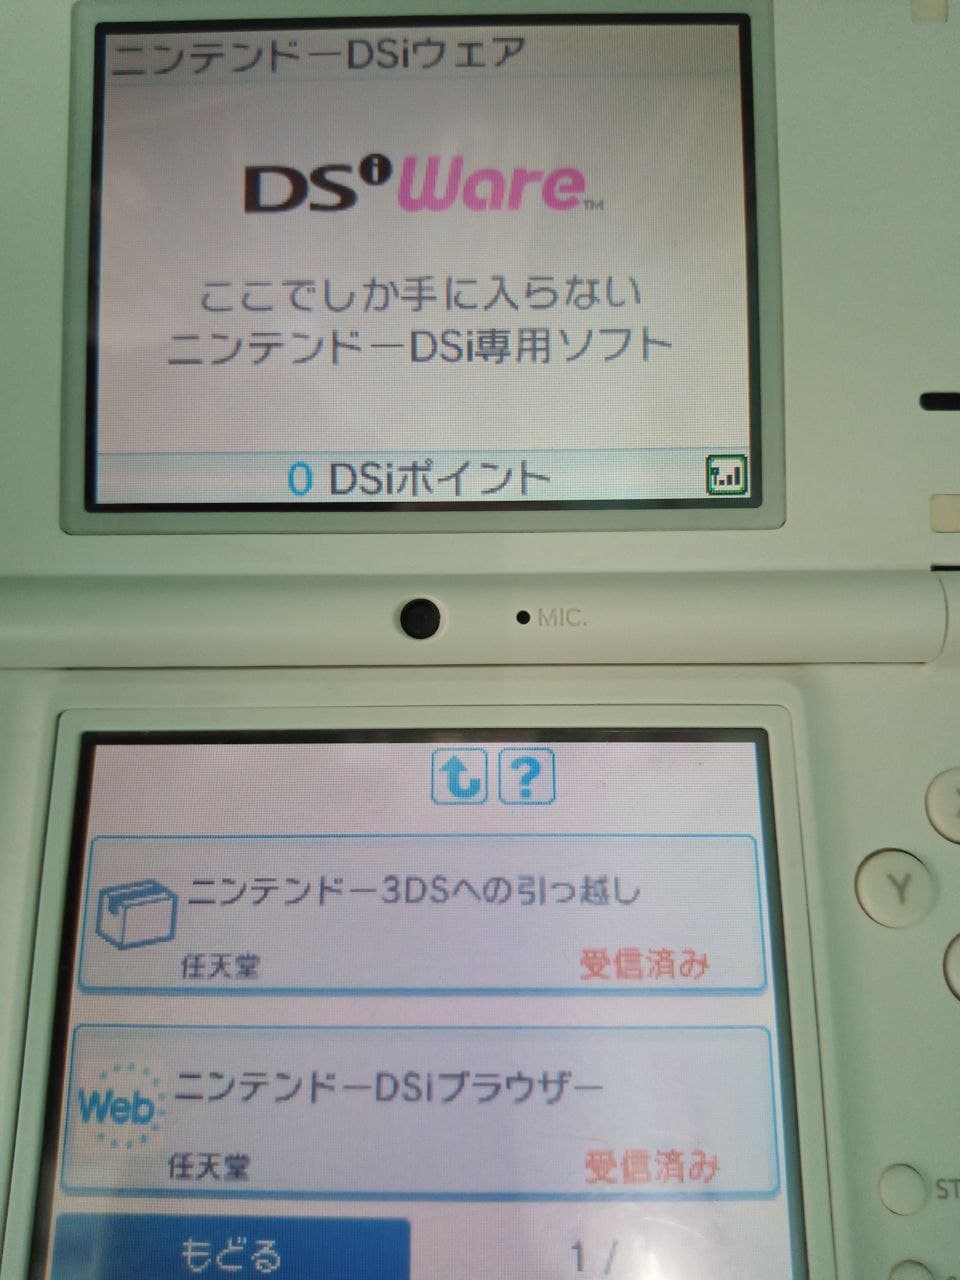 ニンテンドーDSiウェア
DSiWare™
ここでしか手に入らない
ニンテンドーDSi専用ソフト
0 DSiポイント
MIC.
?
ニンテンドー3DSへの引っ越し
任天堂 受信済み
Y
Web ニンテンドーDSiブラウザー
任天堂 受信済み
ST
もどる 1 /